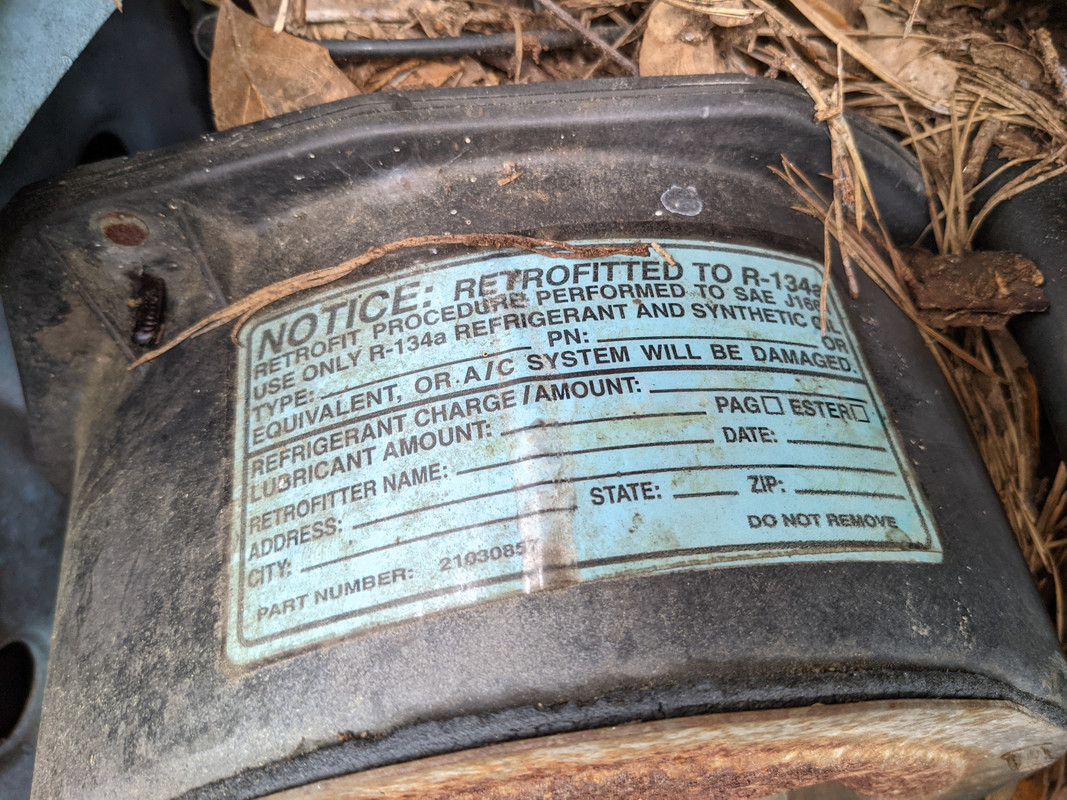 NOTICE: RETROFITTED TO R-134a
RETROFIT PROCEDURE PERFORMED TO SAE
USE ONLY R-134a REFRIGERANT AND SYNTHETIC OIL
TYPE: PN: OR
EQUIVALENT, OR A/C SYSTEM WILL BE DAMAGED.
REFRIGERANT CHARGE/AMOUNT:
LUBRICANT AMOUNT: PAG ESTER
RETROFITTER NAME: DATE:
ADDRESS:
CITY: STATE: ZIP:
PART NUMBER: 21030857 DO NOT REMOVE